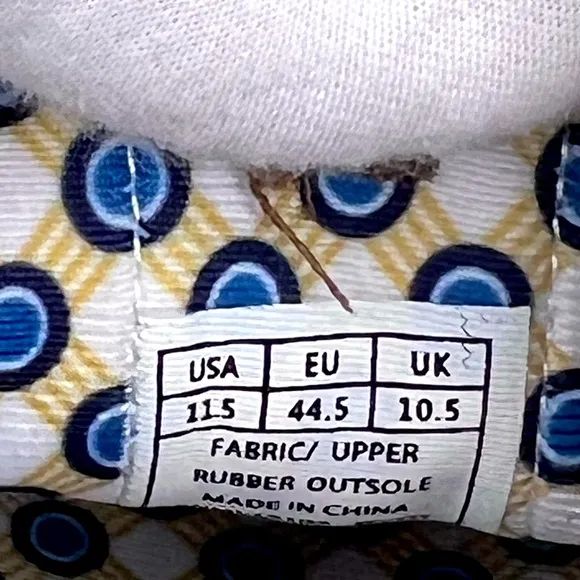 USA EU UK
11.5 44.5 10.5
FABRIC/ UPPER
RUBBER OUTSOLE
MADE IN CHINA